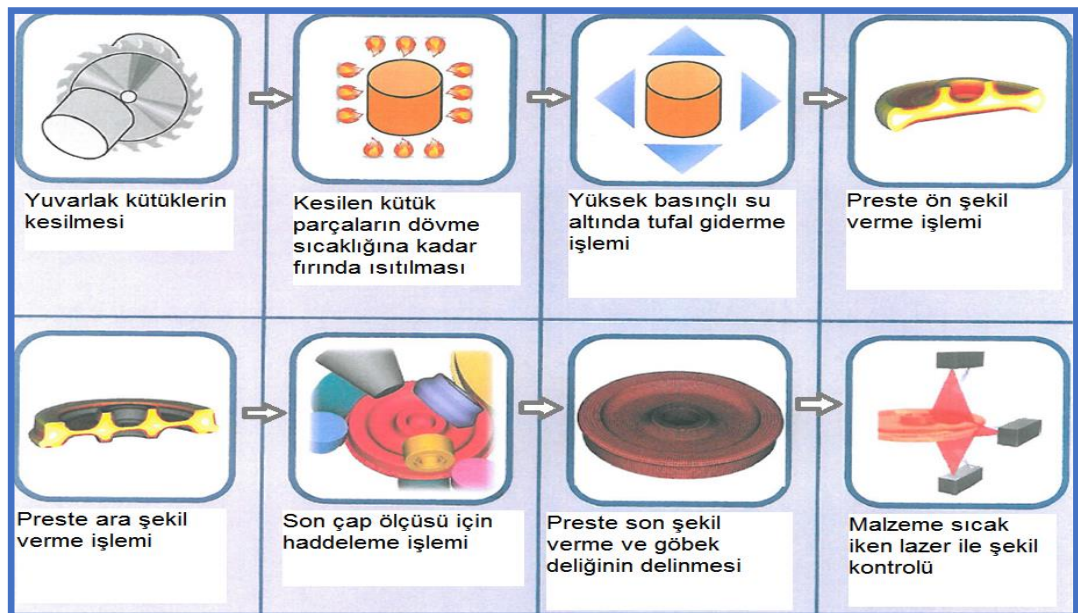 Yuvarlak kütüklerin
kesilmesi
Kesilen kütük
parçaların dövme
sıcaklığına kadar
fırında ısıtılması
Yüksek basınçlı su
altında tufal giderme
işlemi
Preste ön şekil
verme işlemi
Preste ara şekil
verme işlemi
Son çap ölçüsü için
haddeleme işlemi
Preste son şekil
verme ve göbek
deliğinin delinmesi
Malzeme sıcak
iken lazer ile şekil
kontrolü